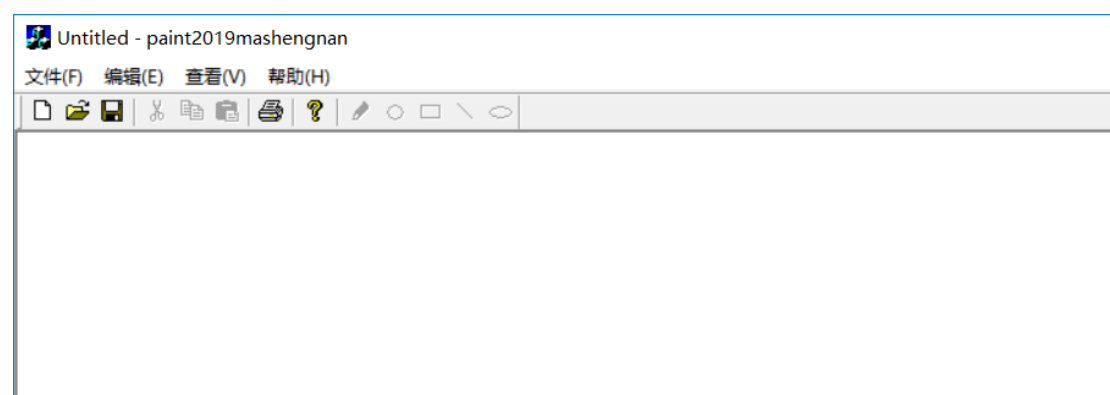 Untitled - paint2019mashengnan
文件(F) 编辑(E) 查看(V) 帮助(H)